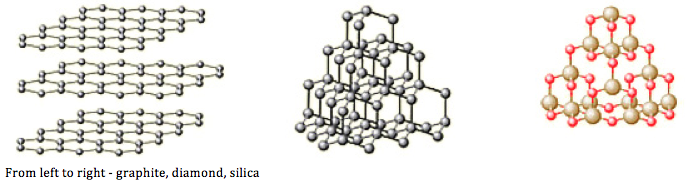 From left to right - graphite, diamond, silica